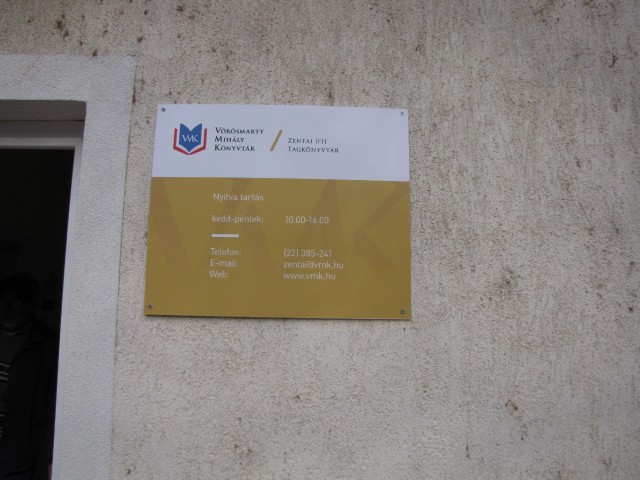 VMK
Vörösmarty
Mihály
Könyvtár
Zentai úti
Tagkönyvtár
Nyitva tartás
kedd-péntek: 10.00-16.00
Telefon: (22) 385-241
E-mail: zentai@vmk.hu
Web: www.vmk.hu